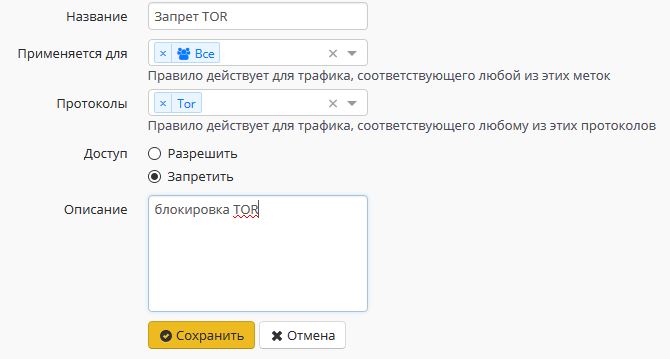 Название Запрет TOR
Применяется для × Все ×
Правило действует для трафика, соответствующего любой из этих меток
Протоколы × Tor ×
Правило действует для трафика, соответствующего любому из этих протоколов
Доступ Разрешить
Запретить
Описание блокировка TOR
Сохранить Отмена